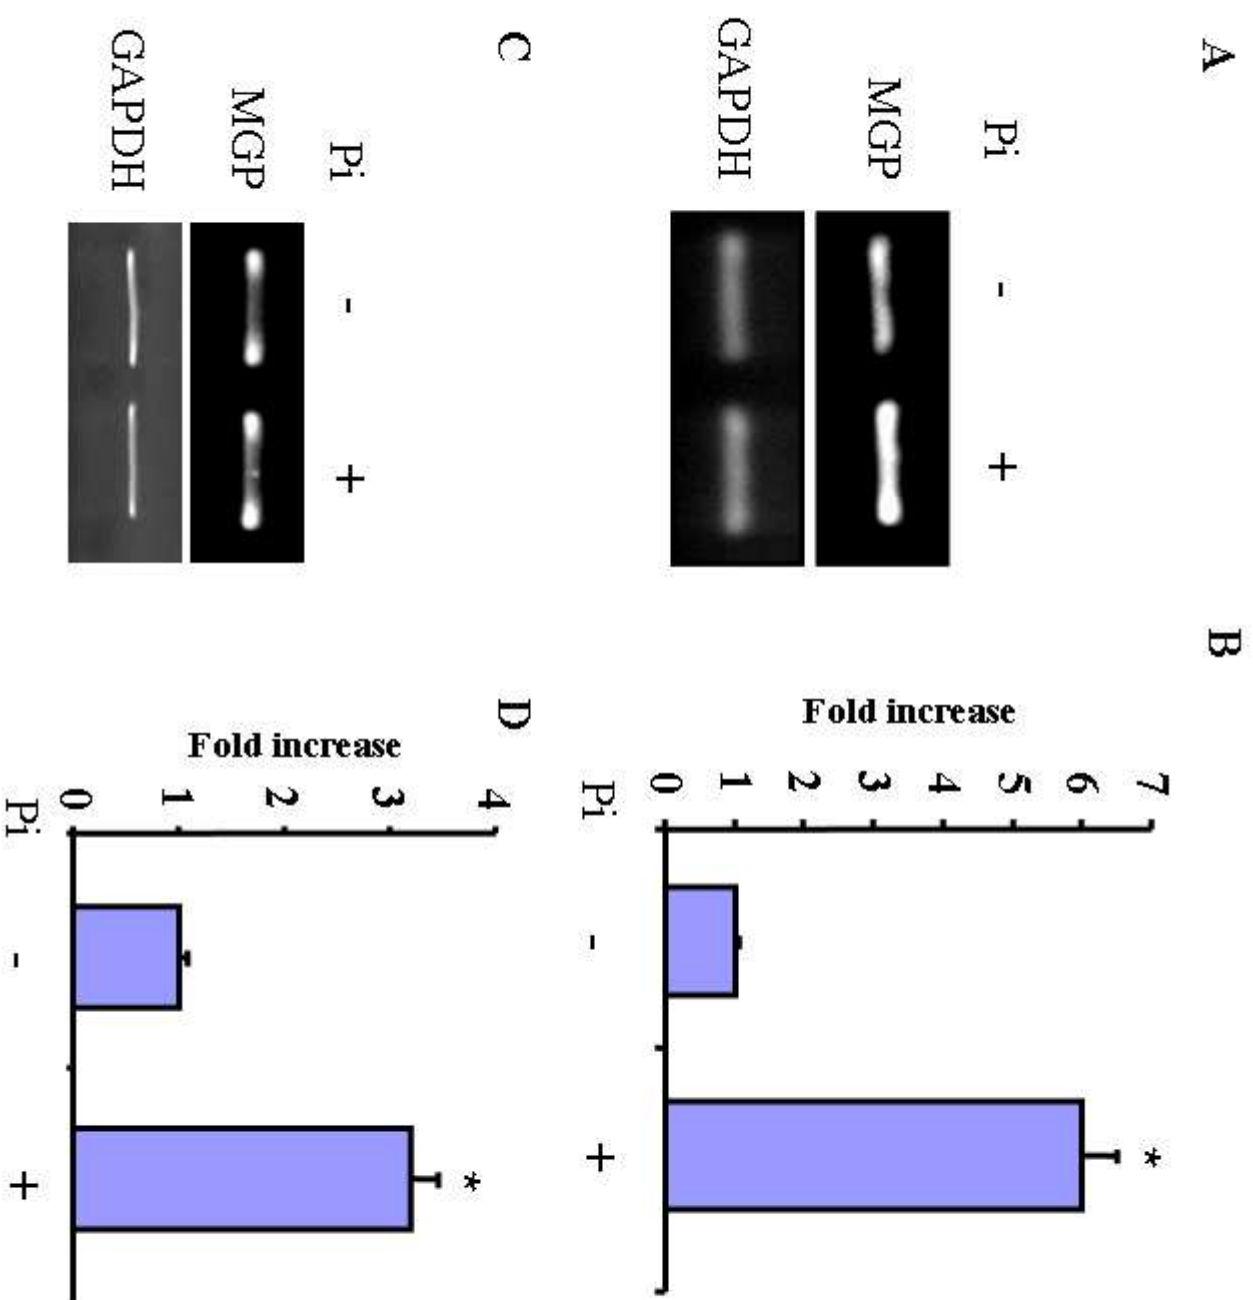 A
Pi - +
MGP
GAPDH
B
Fold increase
7
6
5
4
3
2
1
0
Pi - +
*
C
Pi - +
MGP
GAPDH
D
Fold increase
4
3
2
1
0
Pi - +
*